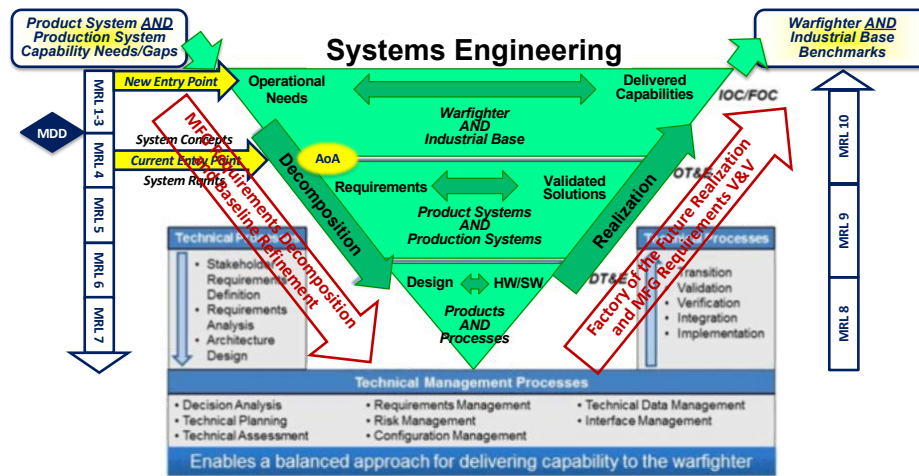 Product System AND
Production System
Capability Needs/Gaps
Systems Engineering
Warfighter AND
Industrial Base
Benchmarks
MRL 1-3
MRL 4
MRL 5
MRL 6
MRL 7
MDD
New Entry Point
System Concepts
Current Entry Point
System Rqmts
Operational
Needs
Delivered
Capabilities
IOC/FOC
Warfighter
AND
Industrial Base
AoA
Decomposition
Requirements
Validated
Solutions
Product Systems
AND
Production Systems
Realization
OT&E
Design
HW/SW
DT&E
Products
AND
Processes
MFG Requirements Decomposition
and Baseline Refinement
Factory of the Future Realization
and MFG Requirements V&V
MRL 10
MRL 9
MRL 8
Technical
• Stakeholder
Requirements
Definition
• Requirements
Analysis
• Architecture
Design
Technical Processes
Transition
• Validation
• Verification
• Integration
• Implementation
Technical Management Processes
• Decision Analysis
• Technical Planning
• Technical Assessment
• Requirements Management
• Risk Management
• Configuration Management
• Technical Data Management
• Interface Management
Enables a balanced approach for delivering capability to the warfighter